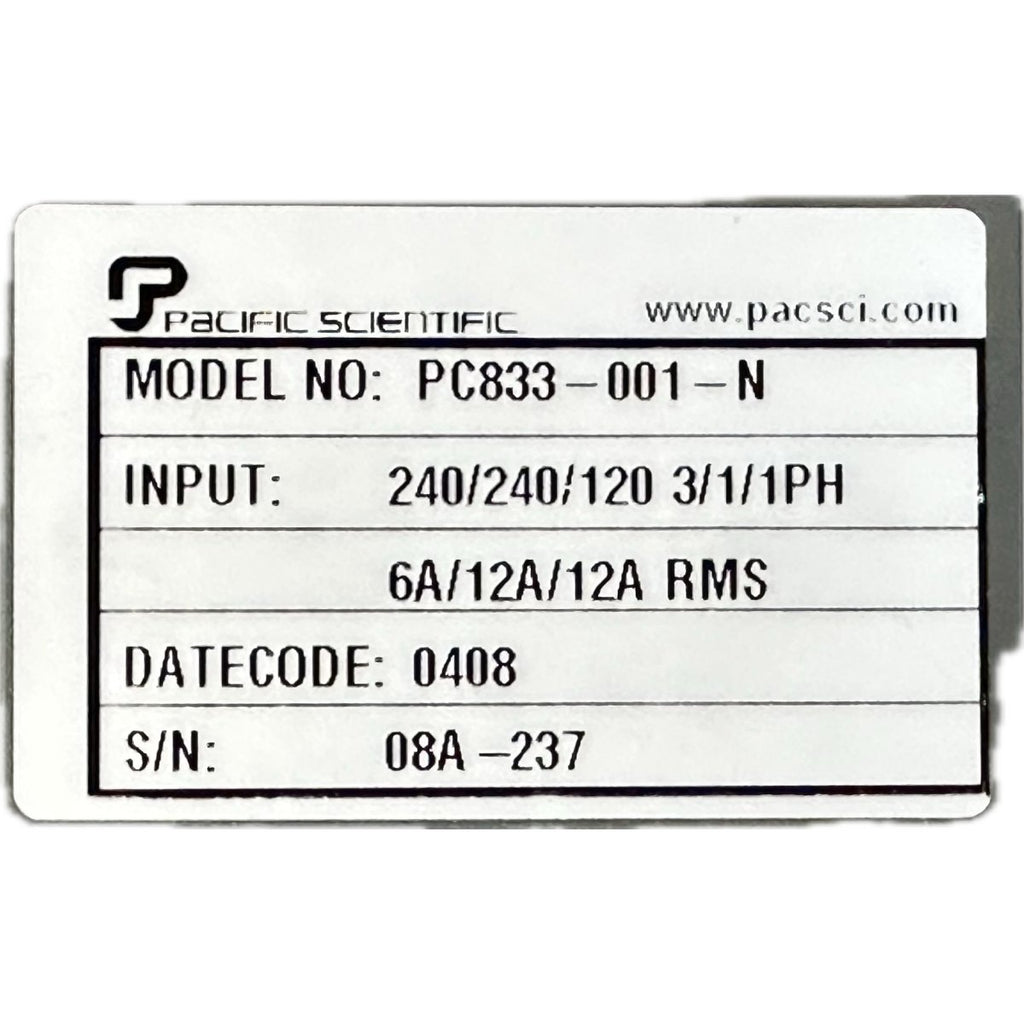 PACIFIC SCIENTIFIC
www.pacsci.com
MODEL NO: PC833-001-N
INPUT: 240/240/120 3/1/1PH
6A/12A/12A RMS
DATECODE: 0408
S/N: 08A-237